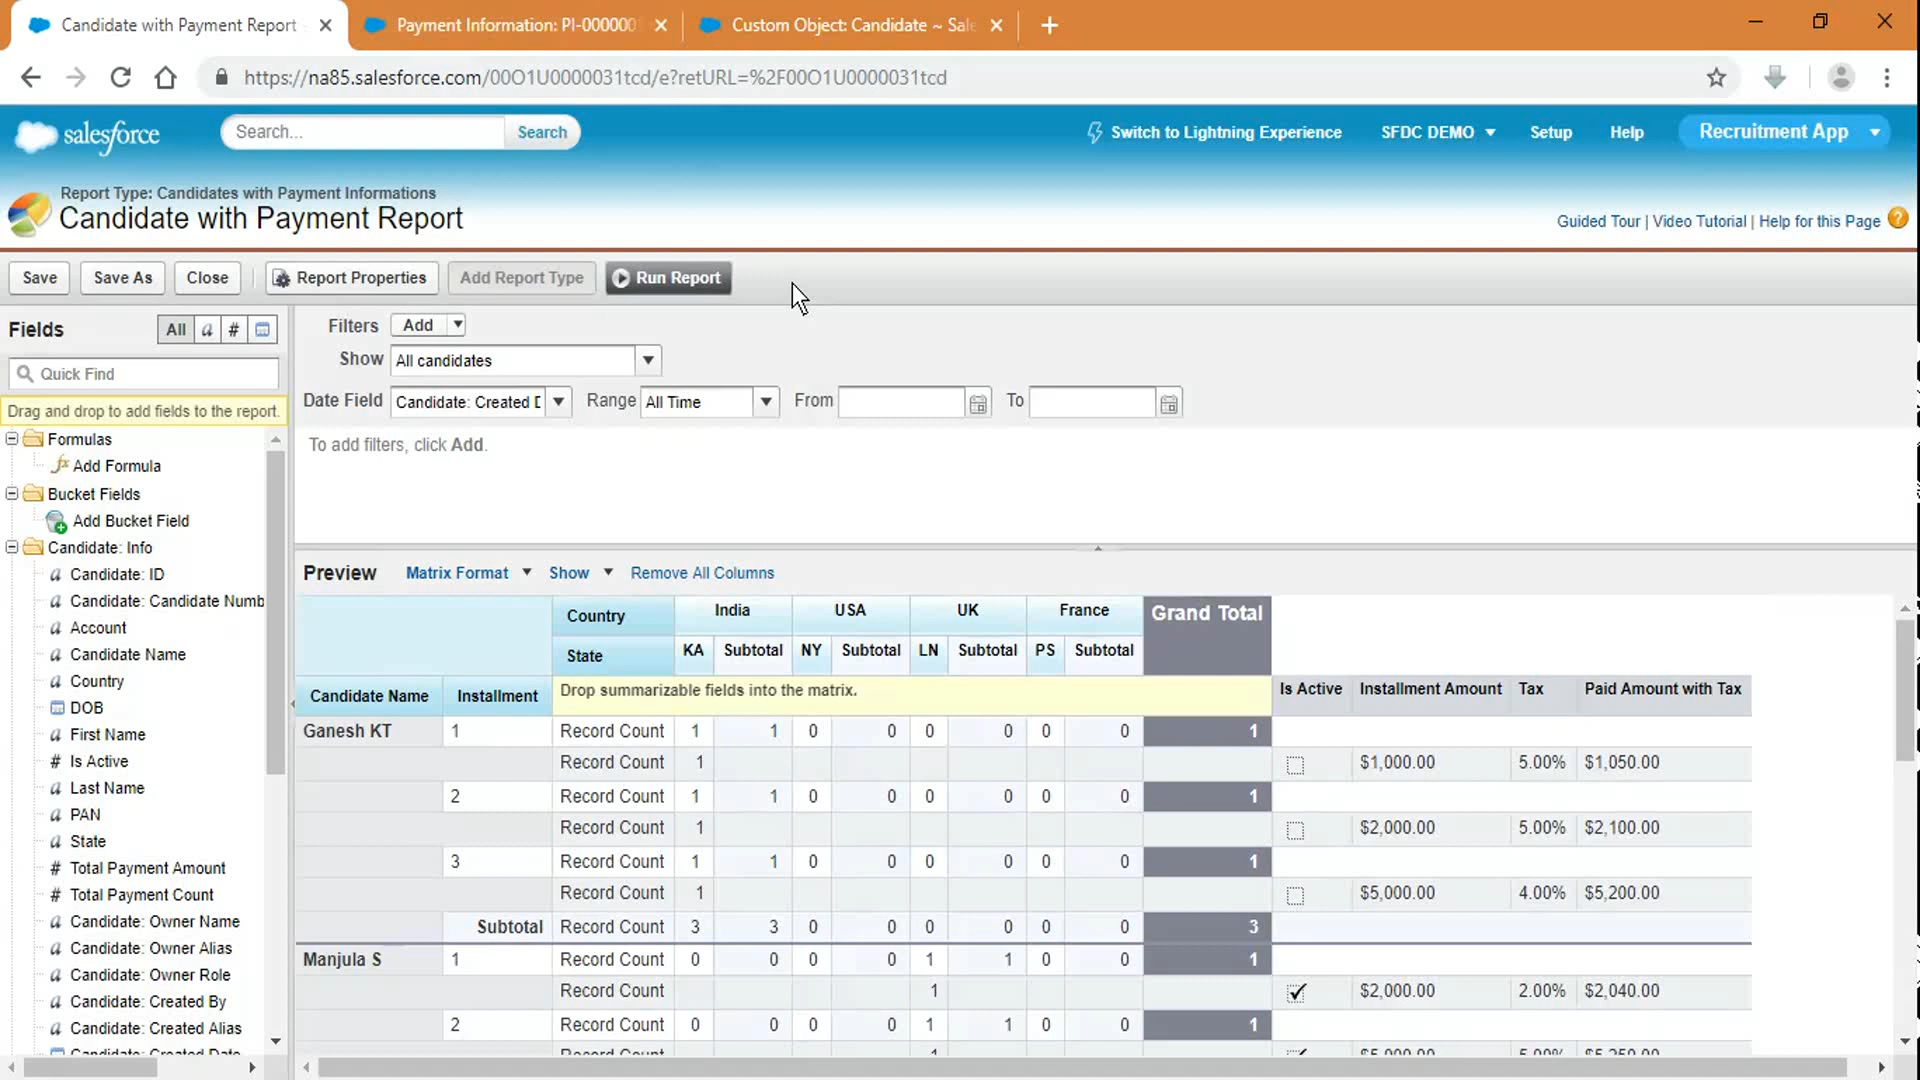 Candidate with Payment Report
Payment Information: PI-000000
Custom Object: Candidate ~ Sale
https://na85.salesforce.com/00O1U0000031tcd/e?retURL=%2F00O1U0000031tcd
salesforce
Search...
Search
Switch to Lightning Experience
SFDC DEMO
Setup
Help
Recruitment App
Report Type: Candidates with Payment Informations
Candidate with Payment Report
Guided Tour | Video Tutorial | Help for this Page ?
Save
Save As
Close
Report Properties
Add Report Type
Run Report
Fields
All a #
Quick Find
Drag and drop to add fields to the report.
Formulas
Add Formula
Bucket Fields
Add Bucket Field
Candidate: Info
a Candidate: ID
a Candidate: Candidate Numb
a Account
a Candidate Name
a Country
DOB
a First Name
# Is Active
a Last Name
a PAN
a State
# Total Payment Amount
# Total Payment Count
a Candidate: Owner Name
a Candidate: Owner Alias
a Candidate: Owner Role
a Candidate: Created By
a Candidate: Created Alias
Candidate: Created Date
Filters Add
Show All candidates
Date Field Candidate: Created D Range All Time From To
To add filters, click Add.
Preview Matrix Format Show Remove All Columns
Country India USA UK France Grand Total
State KA Subtotal NY Subtotal LN Subtotal PS Subtotal
Candidate Name Installment Drop summarizable fields into the matrix. Is Active Installment Amount Tax Paid Amount with Tax
Ganesh KT 1 Record Count 1 1 0 0 0 0 0 0 1
Record Count 1 $1,000.00 5.00% $1,050.00
2 Record Count 1 1 0 0 0 0 0 0 1
Record Count 1 $2,000.00 5.00% $2,100.00
3 Record Count 1 1 0 0 0 0 0 0 1
Record Count 1 $5,000.00 4.00% $5,200.00
Subtotal Record Count 3 3 0 0 0 0 0 0 3
Manjula S 1 Record Count 0 0 0 0 1 1 0 0 1
Record Count 1 $2,000.00 2.00% $2,040.00
2 Record Count 0 0 0 0 1 1 0 0 1
Record Count 1 $5,000.00 5.00% $5,250.00